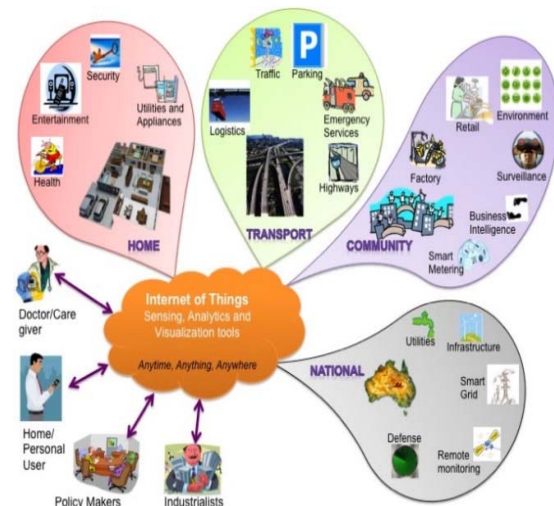 Security
Entertainment
Utilities and
Appliances
Health
HOME
Traffic
P
Parking
Logistics
Emergency
Services
Highways
TRANSPORT
Retail
Environment
Factory
Surveillance
Business
Intelligence
Smart
Metering
COMMUNITY
Internet of Things
Sensing, Analytics and
Visualization tools
Anytime, Anything, Anywhere
Doctor/Care
giver
Home/
Personal
User
Policy Makers
Industrialists
NATIONAL
Utilities
Infrastructure
Smart
Grid
Defense
Remote
monitoring